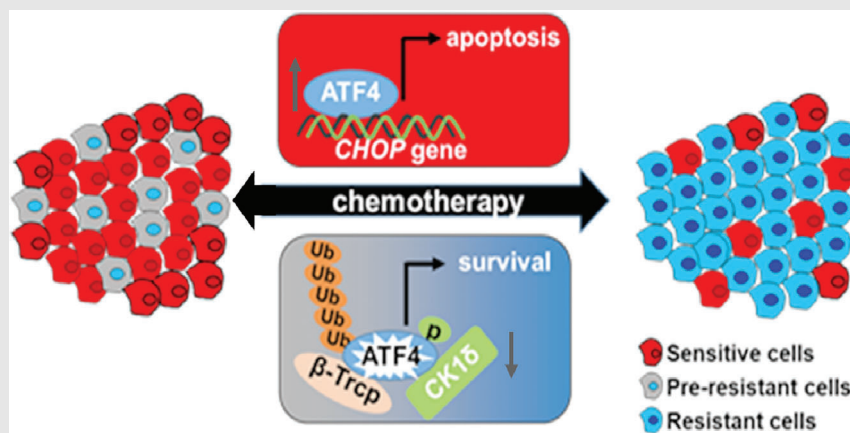 apoptosis
ATF4
CHOP gene
chemotherapy
Ub
Ub
Ub
Ub
Ub
survival
p
ATF4
β-Trcp
CK1δ
Sensitive cells
Pre-resistant cells
Resistant cells